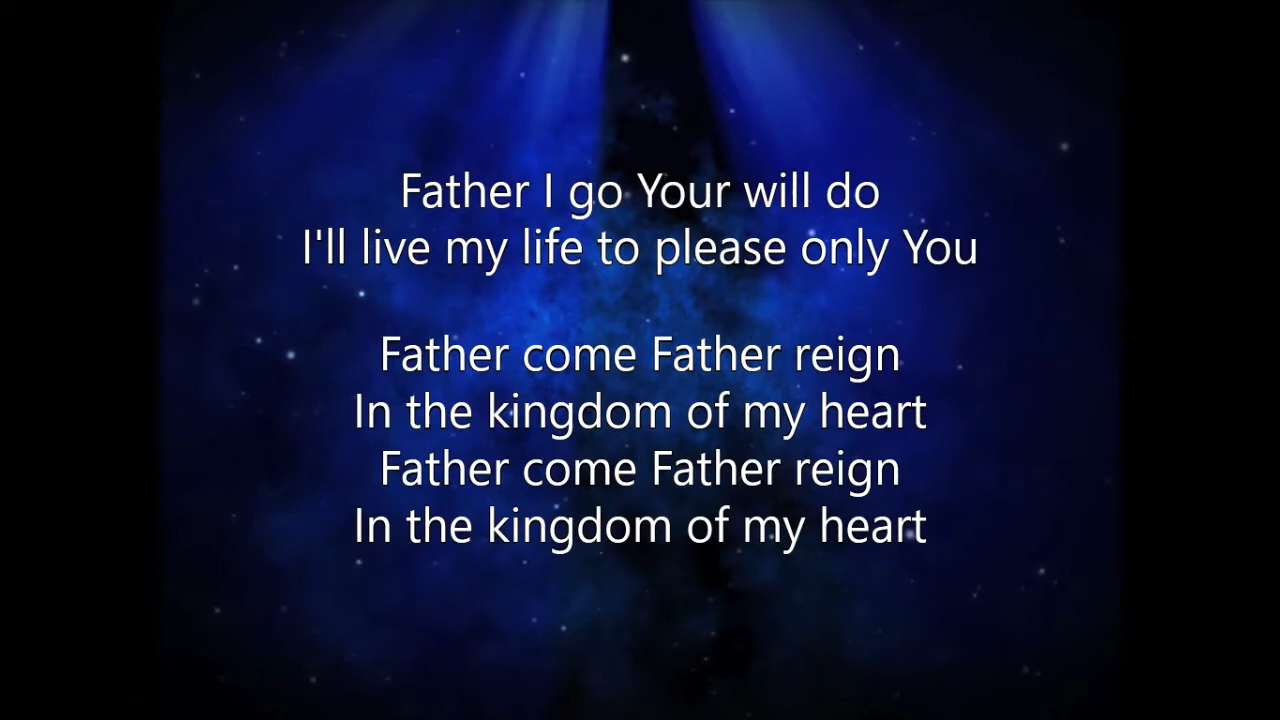 Father I go Your will do
I'll live my life to please only You
Father come Father reign
In the kingdom of my heart
Father come Father reign
In the kingdom of my heart